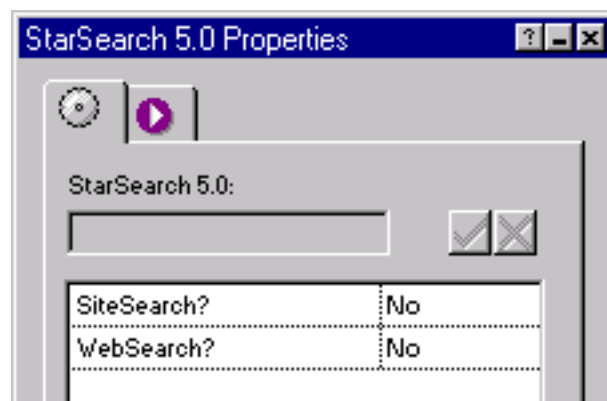 StarSearch 5.0 Properties ?
StarSearch 5.0:
SiteSearch? No
WebSearch? No